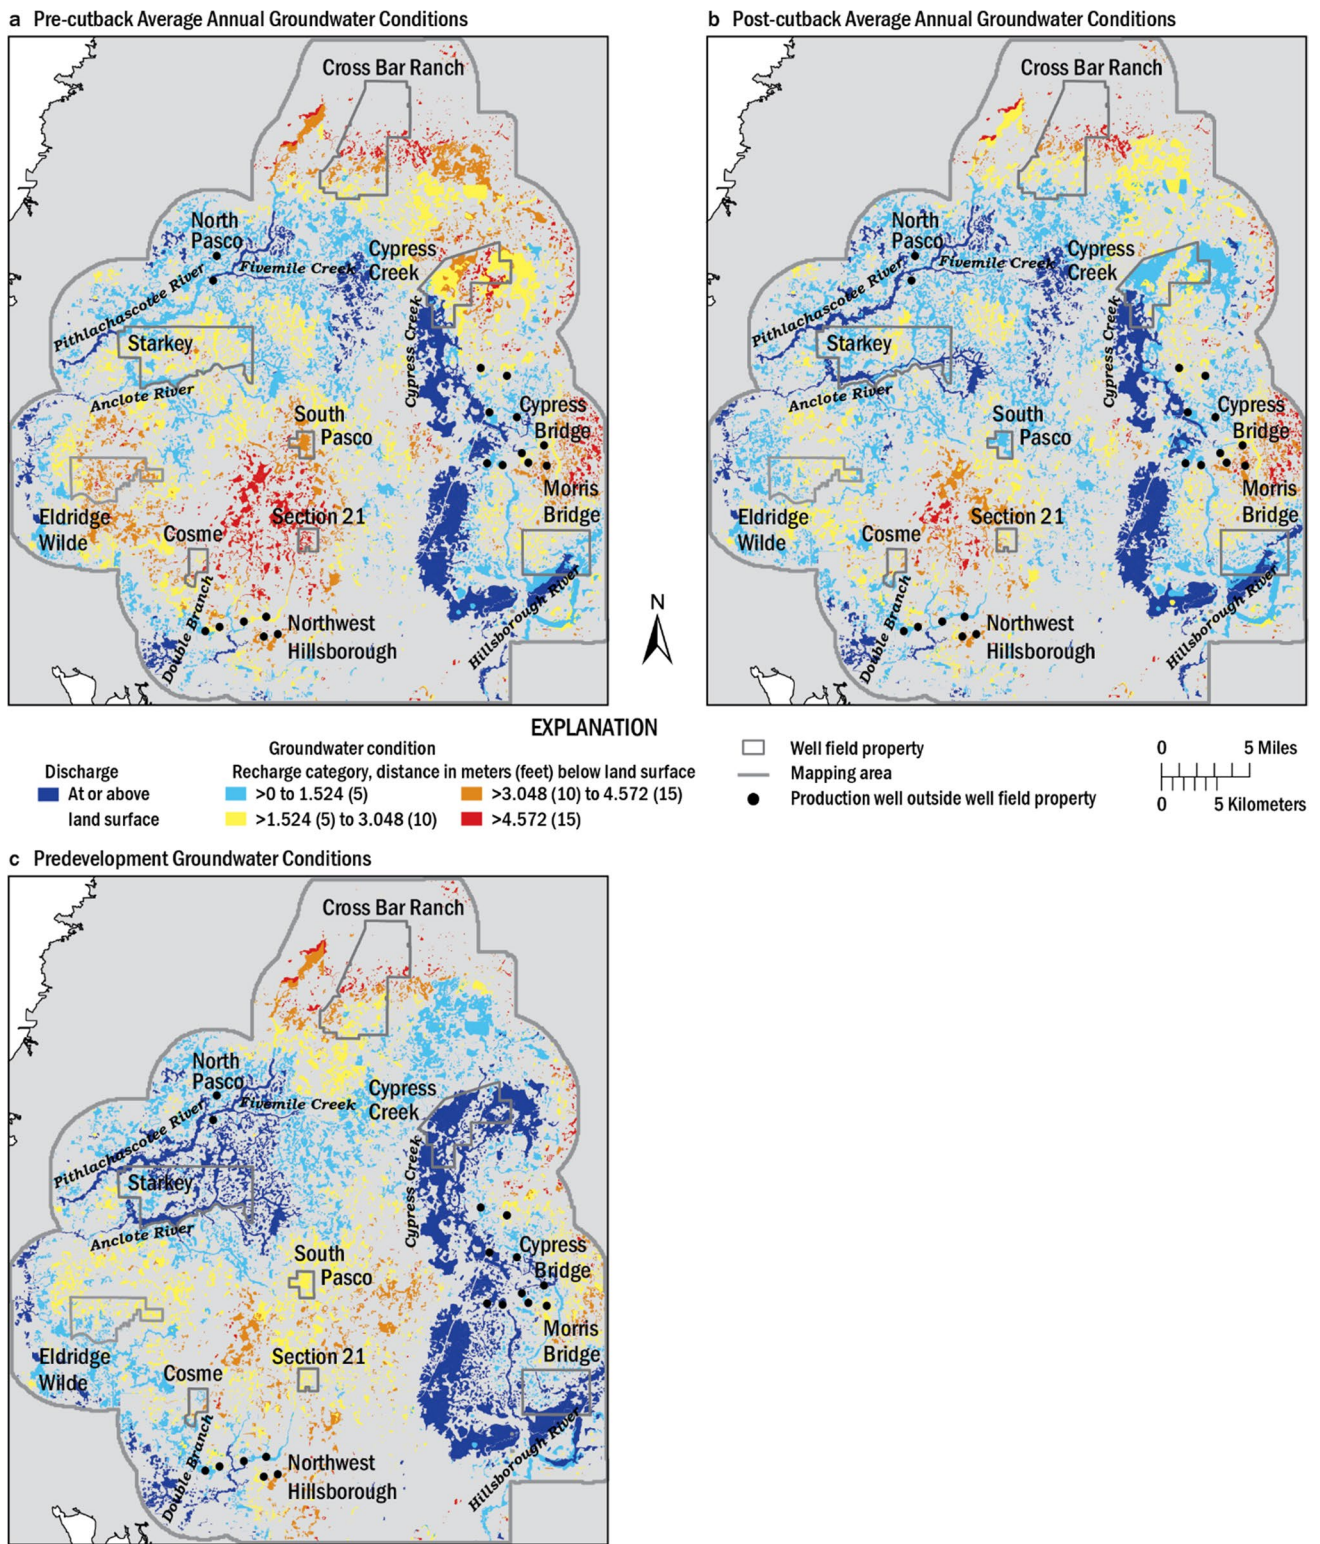 a Pre-cutback Average Annual Groundwater Conditions
Cross Bar Ranch
North
Pasco
Cypress
Creek
Fivemile Creek
Pithlachascotee River
Starkey
Cypress Creek
Anclote River
South
Pasco
Cypress
Bridge
Morris
Bridge
Eldridge
Wilde
Cosme
Section 21
Double Branch
Northwest
Hillsborough
Hillsborough River
b Post-cutback Average Annual Groundwater Conditions
Cross Bar Ranch
North
Pasco
Cypress
Creek
Fivemile Creek
Pithlachascotee River
Starkey
Cypress Creek
Anclote River
South
Pasco
Cypress
Bridge
Morris
Bridge
Eldridge
Wilde
Cosme
Section 21
Double Branch
Northwest
Hillsborough
Hillsborough River
N
EXPLANATION
Groundwater condition
Discharge
At or above
land surface
Recharge category, distance in meters (feet) below land surface
>0 to 1.524 (5)
>3.048 (10) to 4.572 (15)
>1.524 (5) to 3.048 (10)
>4.572 (15)
Well field property
Mapping area
Production well outside well field property
0 5 Miles
0 5 Kilometers
c Predevelopment Groundwater Conditions
Cross Bar Ranch
North
Pasco
Cypress
Creek
Fivemile Creek
Pithlachascotee River
Starkey
Cypress Creek
Anclote River
South
Pasco
Cypress
Bridge
Morris
Bridge
Eldridge
Wilde
Cosme
Section 21
Double Branch
Northwest
Hillsborough
Hillsborough River